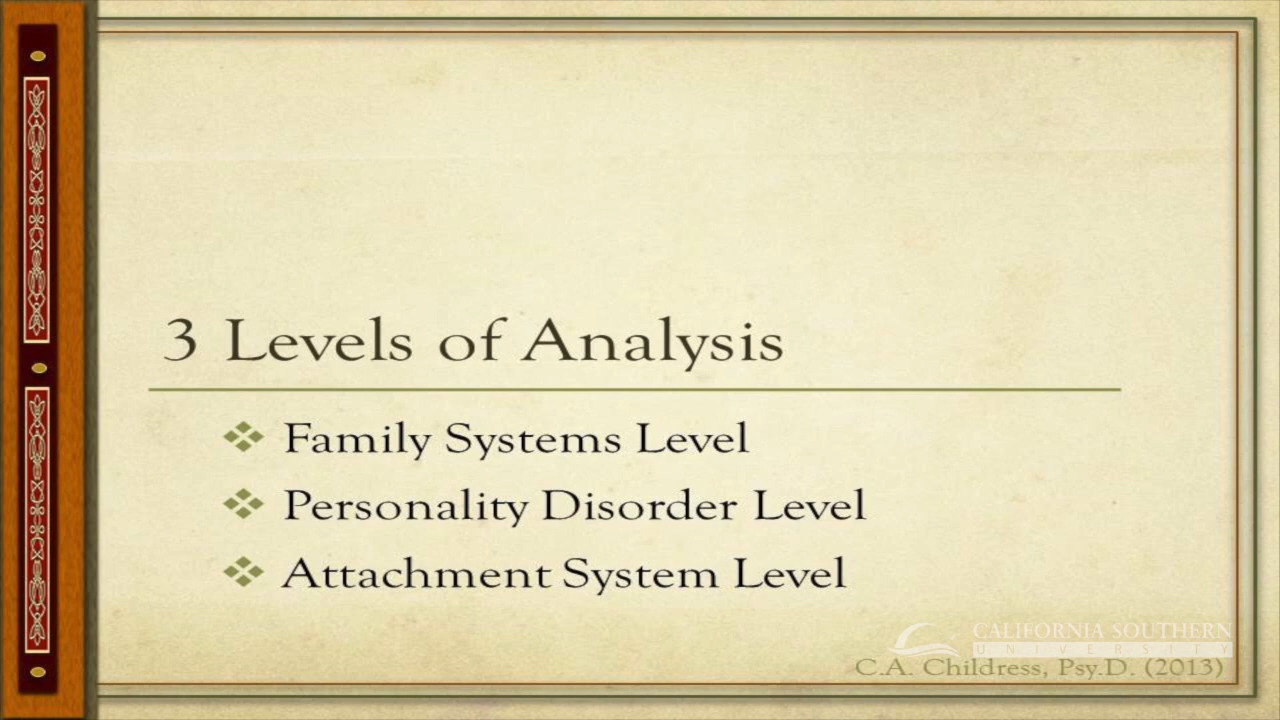 3 Levels of Analysis
Family Systems Level
Personality Disorder Level
Attachment System Level
CALIFORNIA SOUTHERN
UNIVERSITY
C.A. Childress, Psy.D. (2013)